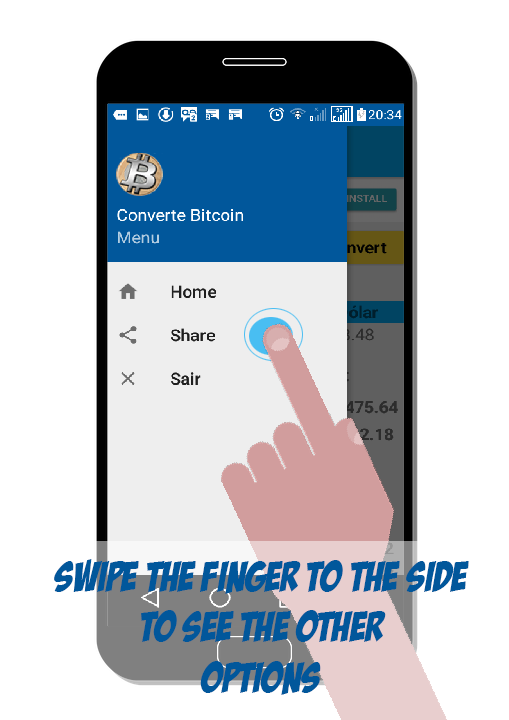 20:34
Converte Bitcoin
Menu
INSTALL
nvert
Home
ólar
Share
.48
Sair
475.64
2.18
2
SWIPE THE FINGER TO THE SIDE
TO SEE THE OTHER
OPTIONS